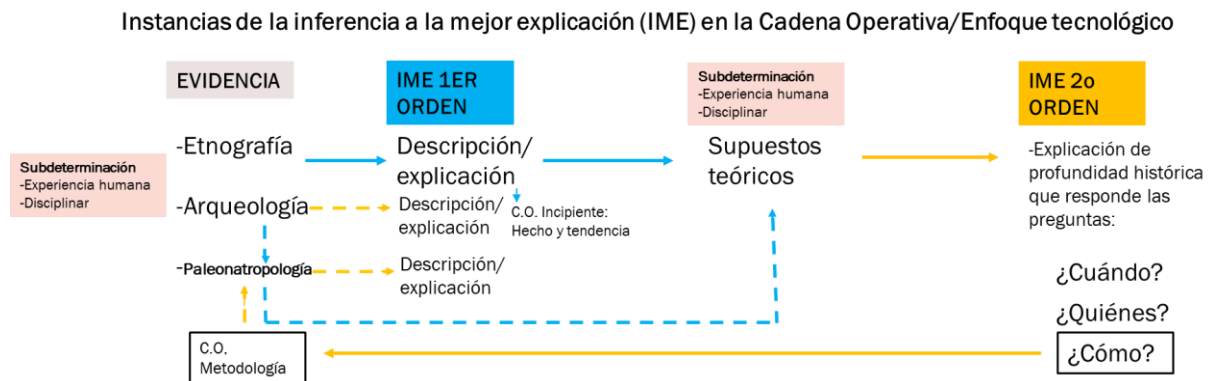 Instancias de la inferencia a la mejor explicación (IME) en la Cadena Operativa/Enfoque tecnológico
EVIDENCIA
IME 1ER
ORDEN
Subdeterminación
-Experiencia humana
-Disciplinar
IME 2o
ORDEN
Subdeterminación
-Experiencia humana
-Disciplinar
-Etnografía
Descripción/
explicación
Supuestos
teóricos
-Explicación de
profundidad histórica
que responde las
preguntas:
-Arqueología
Descripción/
explicación
C.O. Incipiente:
Hecho y tendencia
-Paleonatropología
Descripción/
explicación
¿Cuándo?
¿Quiénes?
¿Cómo?
C.O.
Metodología